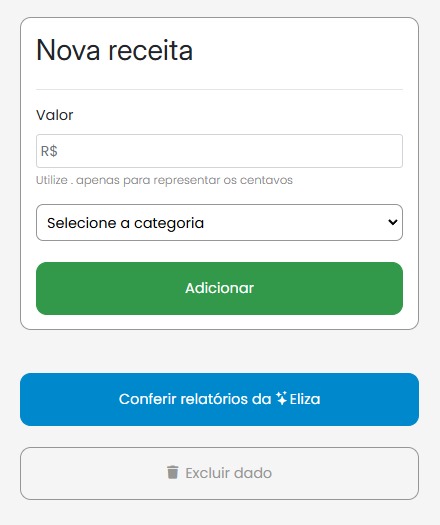 Nova receita
Valor
R$
Utilize . apenas para representar os centavos
Selecione a categoria
Adicionar
Conferir relatórios da Eliza
Excluir dado